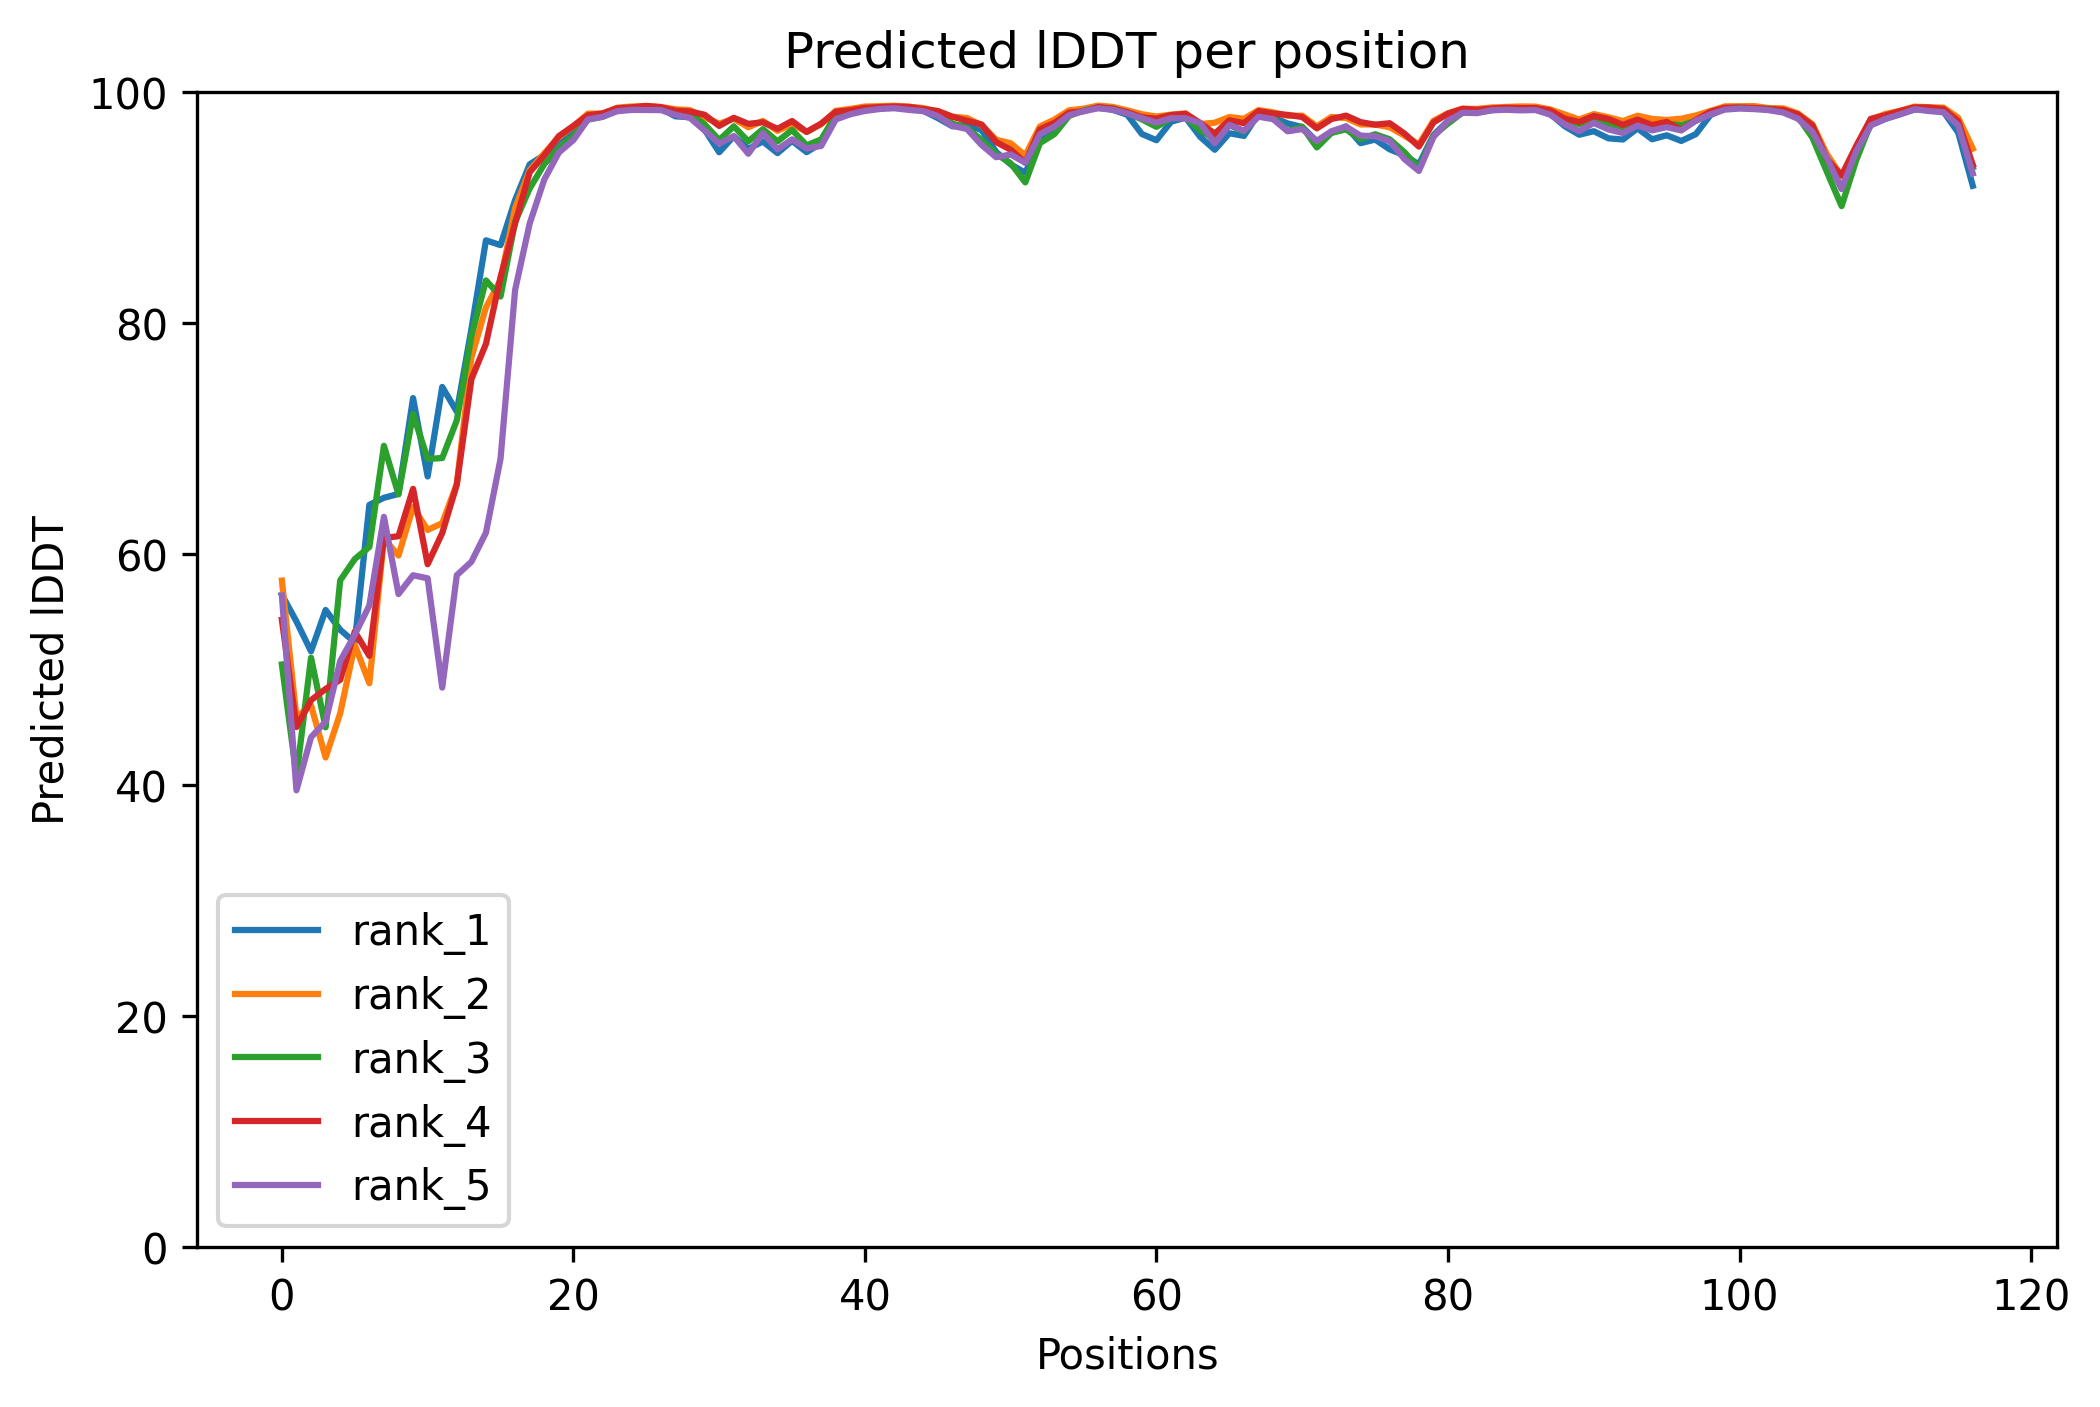 Predicted lDDT per position
100
80
60
40
20
0
Predicted lDDT
rank_1
rank_2
rank_3
rank_4
rank_5
0 20 40 60 80 100 120
Positions